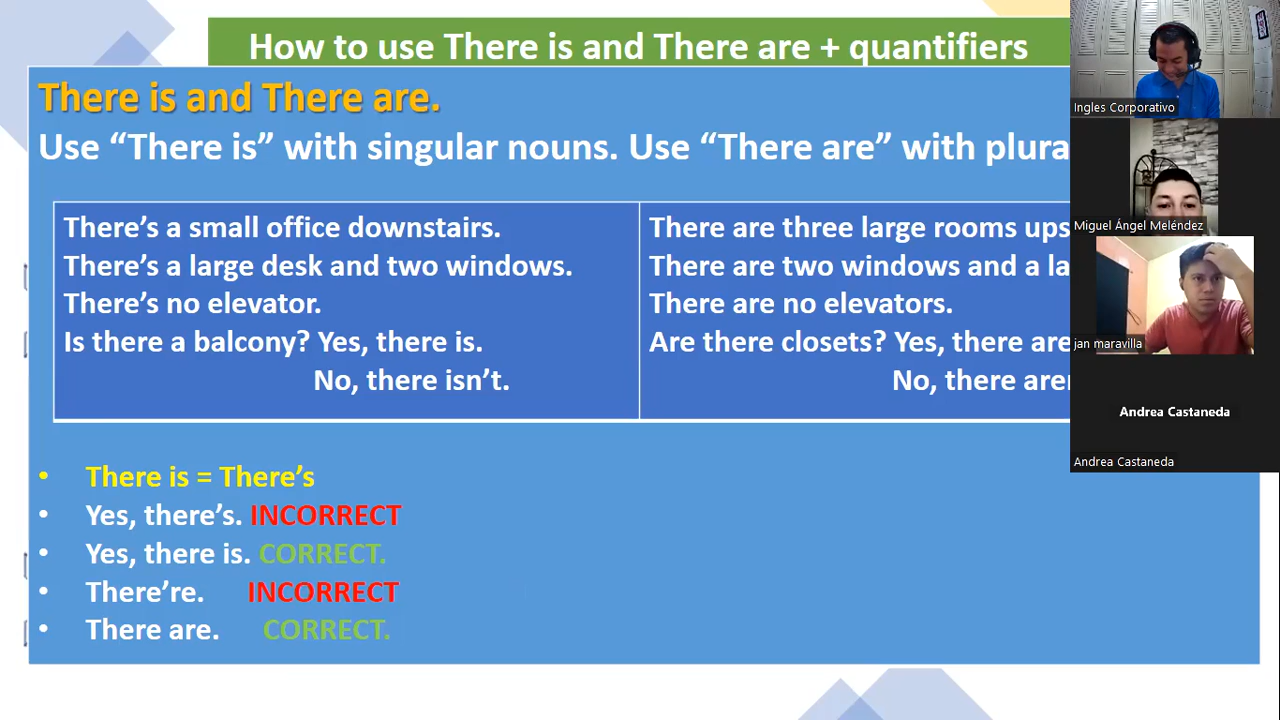 How to use There is and There are + quantifiers
There is and There are.
Use “There is” with singular nouns. Use “There are” with plura
There’s a small office downstairs.
There’s a large desk and two windows.
There’s no elevator.
Is there a balcony? Yes, there is.
No, there isn’t.
There are three large rooms ups
There are two windows and a la
There are no elevators.
Are there closets? Yes, there are
No, there aren
• There is = There’s
• Yes, there’s. INCORRECT
• Yes, there is. CORRECT.
• There’re. INCORRECT
• There are. CORRECT.
Ingles Corporativo
Miguel Ángel Meléndez
jan maravilla
Andrea Castaneda
Andrea Castaneda